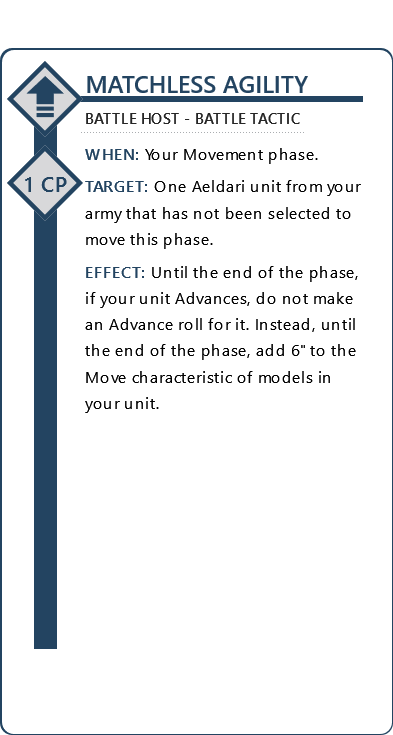 MATCHLESS AGILITY
BATTLE HOST - BATTLE TACTIC
WHEN: Your Movement phase.
1 CP
TARGET: One Aeldari unit from your
army that has not been selected to
move this phase.
EFFECT: Until the end of the phase,
if your unit Advances, do not make
an Advance roll for it. Instead, until
the end of the phase, add 6" to the
Move characteristic of models in
your unit.